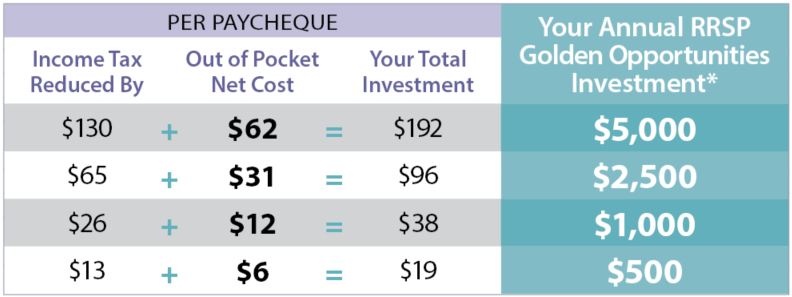 PER PAYCHEQUE
Your Annual RRSP
Golden Opportunities
Investment*
Income Tax
Reduced By
Out of Pocket
Net Cost
Your Total
Investment
$130 + $62 = $192 $5,000
$65 + $31 = $96 $2,500
$26 + $12 = $38 $1,000
$13 + $6 = $19 $500